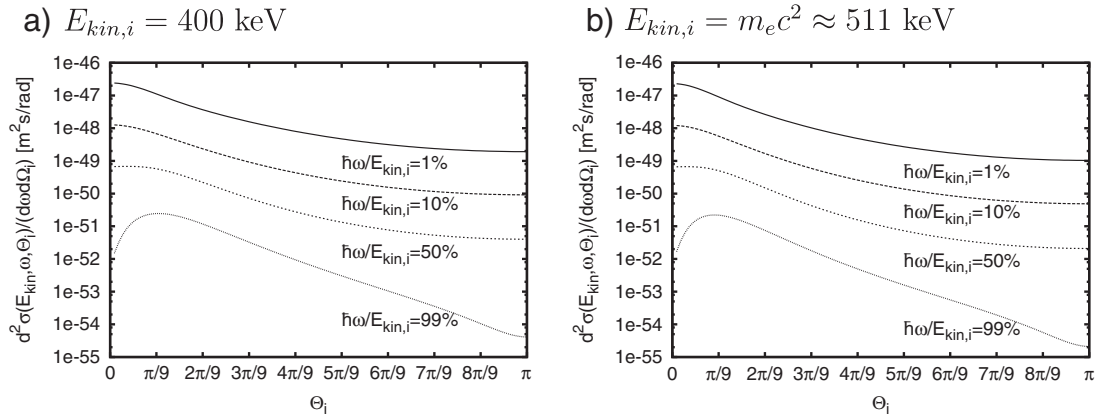 a) E_{kin,i} = 400 keV
1e-46
1e-47
1e-48
1e-49
1e-50
1e-51
1e-52
1e-53
1e-54
1e-55
d²σ(E_{kin},ω,Θ_i)/(dωdΩ_i) [m²s/rad]
ħω/E_{kin,i}=1%
ħω/E_{kin,i}=10%
ħω/E_{kin,i}=50%
ħω/E_{kin,i}=99%
0 π/9 2π/9 3π/9 4π/9 5π/9 6π/9 7π/9 8π/9 π
Θ_i
b) E_{kin,i} = m_ec² ≈ 511 keV
1e-46
1e-47
1e-48
1e-49
1e-50
1e-51
1e-52
1e-53
1e-54
1e-55
d²σ(E_{kin},ω,Θ_i)/(dωdΩ_i) [m²s/rad]
ħω/E_{kin,i}=1%
ħω/E_{kin,i}=10%
ħω/E_{kin,i}=50%
ħω/E_{kin,i}=99%
0 π/9 2π/9 3π/9 4π/9 5π/9 6π/9 7π/9 8π/9 π
Θ_i